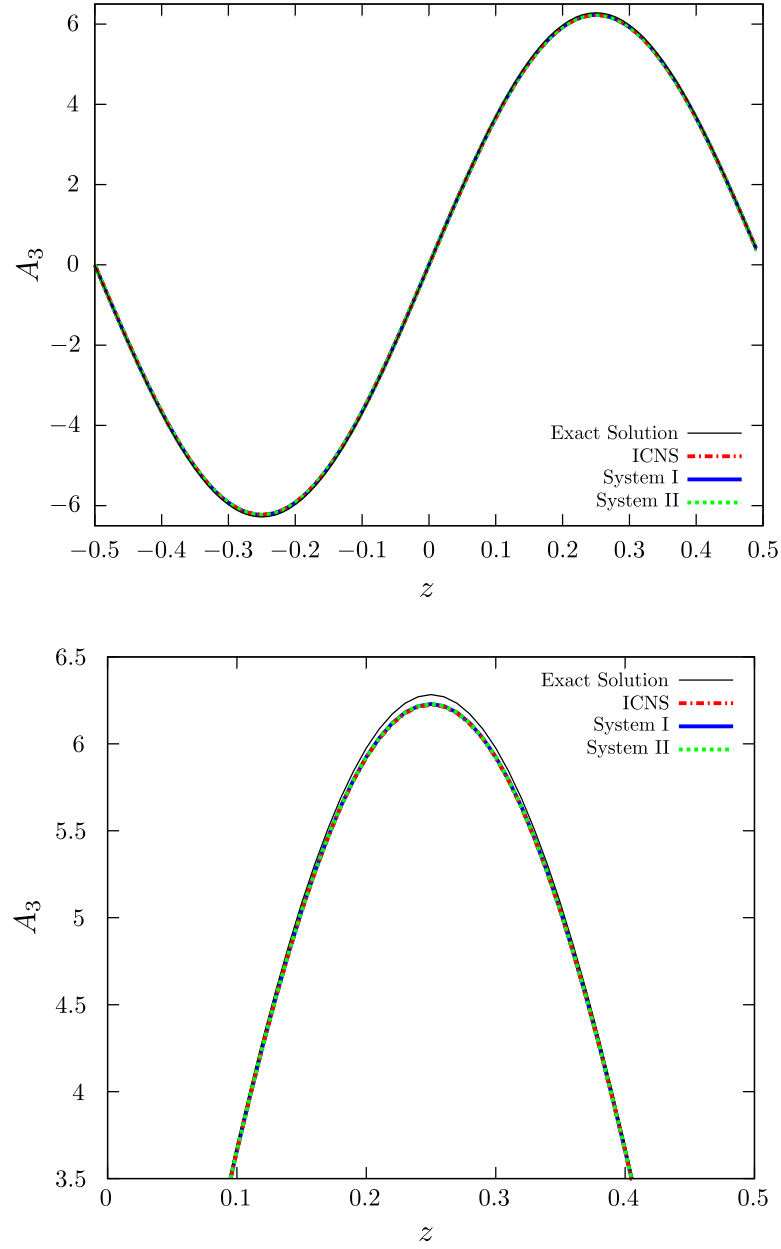 6
4
2
0
−2
−4
−6
A₃
Exact Solution
ICNS
System I
System II
−0.5 −0.4 −0.3 −0.2 −0.1 0 0.1 0.2 0.3 0.4 0.5
z
6.5
6
5.5
5
4.5
4
3.5
A₃
Exact Solution
ICNS
System I
System II
0 0.1 0.2 0.3 0.4 0.5
z